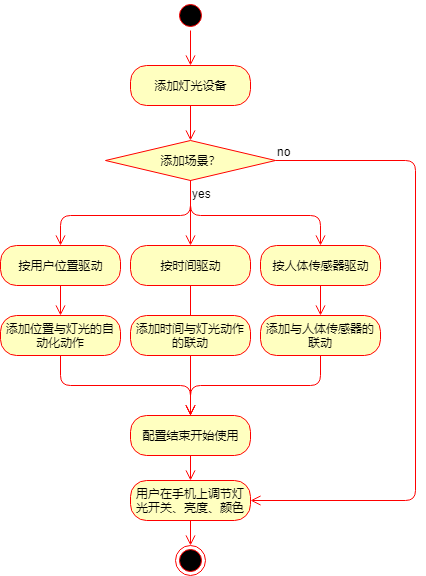 添加灯光设备
添加场景?
no
yes
按用户位置驱动
按时间驱动
按人体传感器驱动
添加位置与灯光的自
动化动作
添加时间与灯光动作
的联动
添加与人体传感器的
联动
配置结束开始使用
用户在手机上调节灯
光开关、亮度、颜色